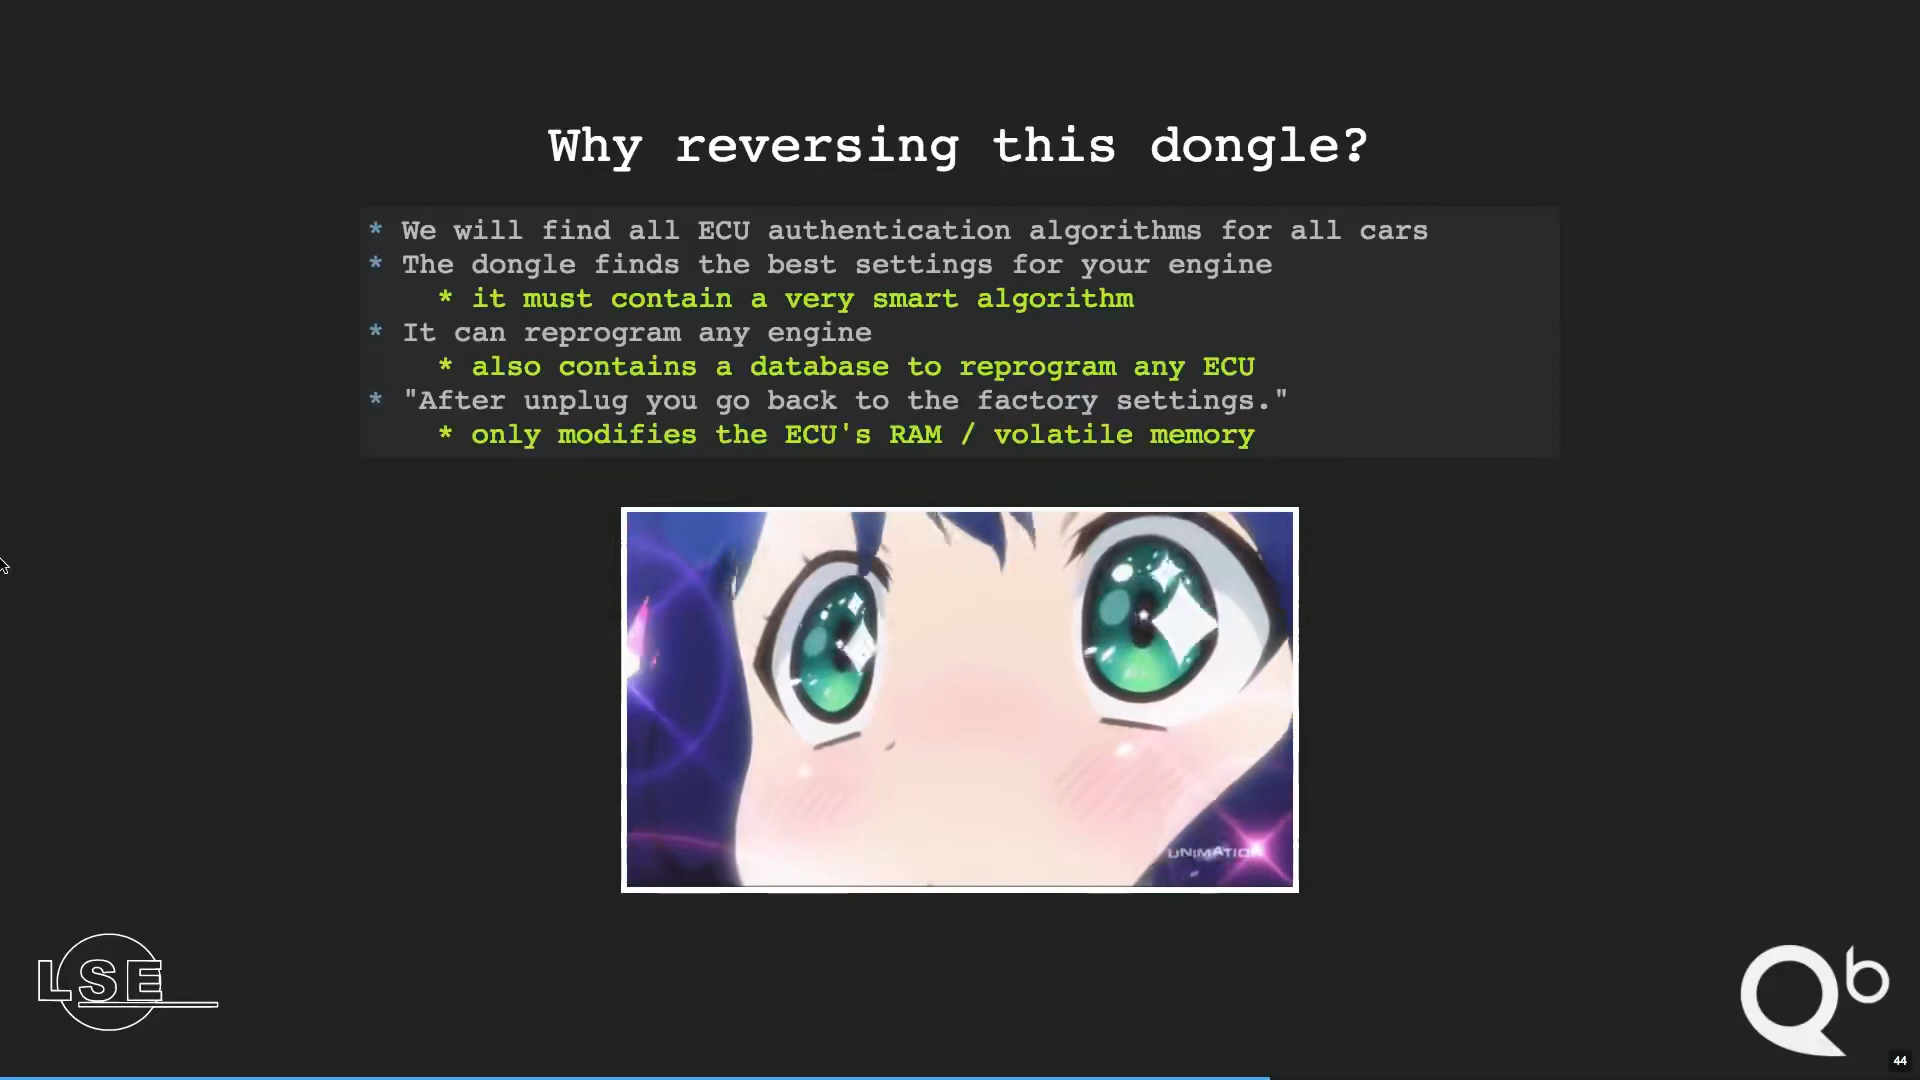 Why reversing this dongle?
* We will find all ECU authentication algorithms for all cars
* The dongle finds the best settings for your engine
* it must contain a very smart algorithm
* It can reprogram any engine
* also contains a database to reprogram any ECU
* "After unplug you go back to the factory settings."
* only modifies the ECU's RAM / volatile memory
UNIMATION
LSE
Qb
44